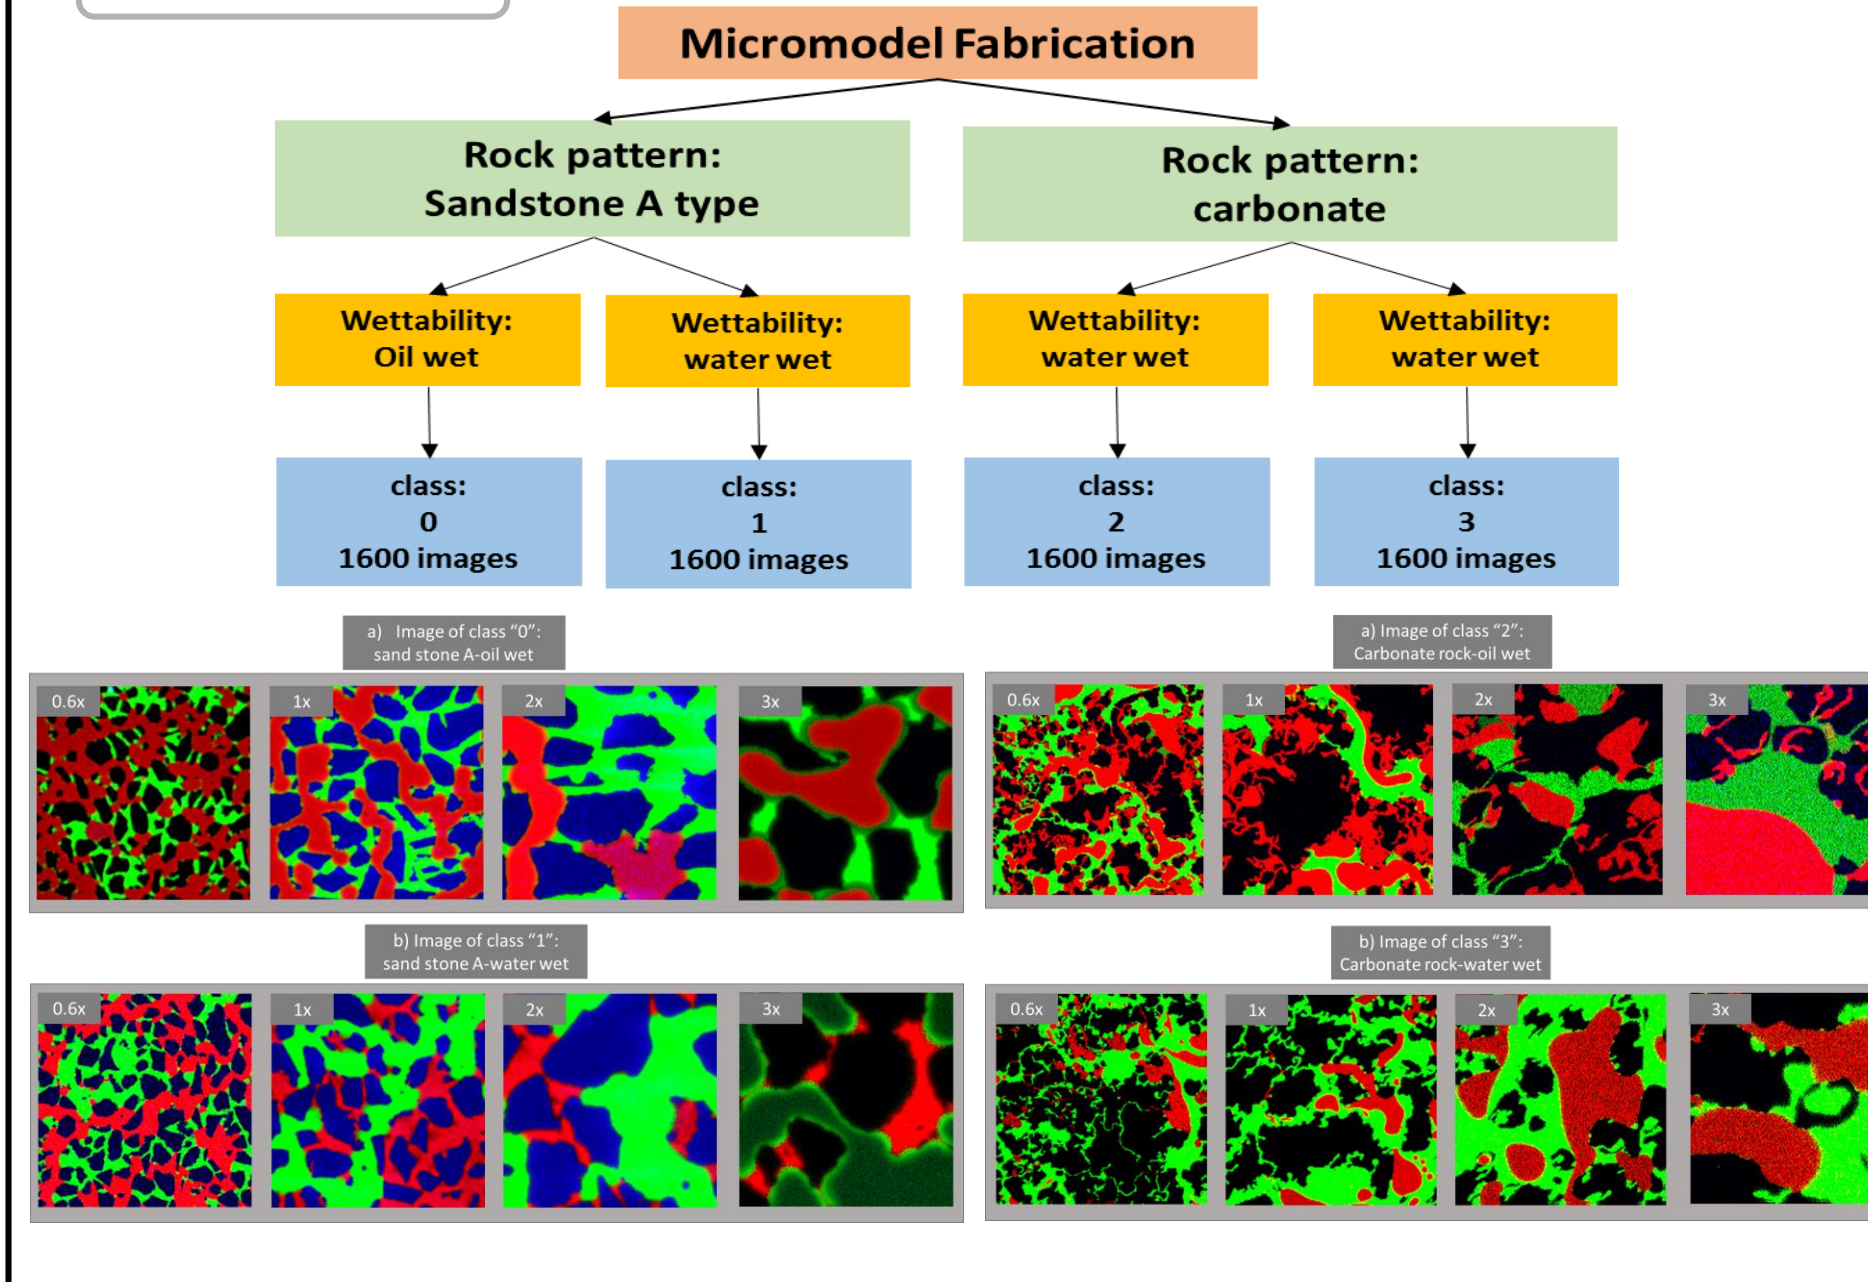 Micromodel Fabrication
Rock pattern:
Sandstone A type
Rock pattern:
carbonate
Wettability:
Oil wet
Wettability:
water wet
Wettability:
water wet
Wettability:
water wet
class:
0
1600 images
class:
1
1600 images
class:
2
1600 images
class:
3
1600 images
a) Image of class “0”:
sand stone A-oil wet
0.6x
1x
2x
3x
a) Image of class “2”:
Carbonate rock-oil wet
0.6x
1x
2x
3x
b) Image of class “1”:
sand stone A-water wet
0.6x
1x
2x
3x
b) Image of class “3”:
Carbonate rock-water wet
0.6x
1x
2x
3x